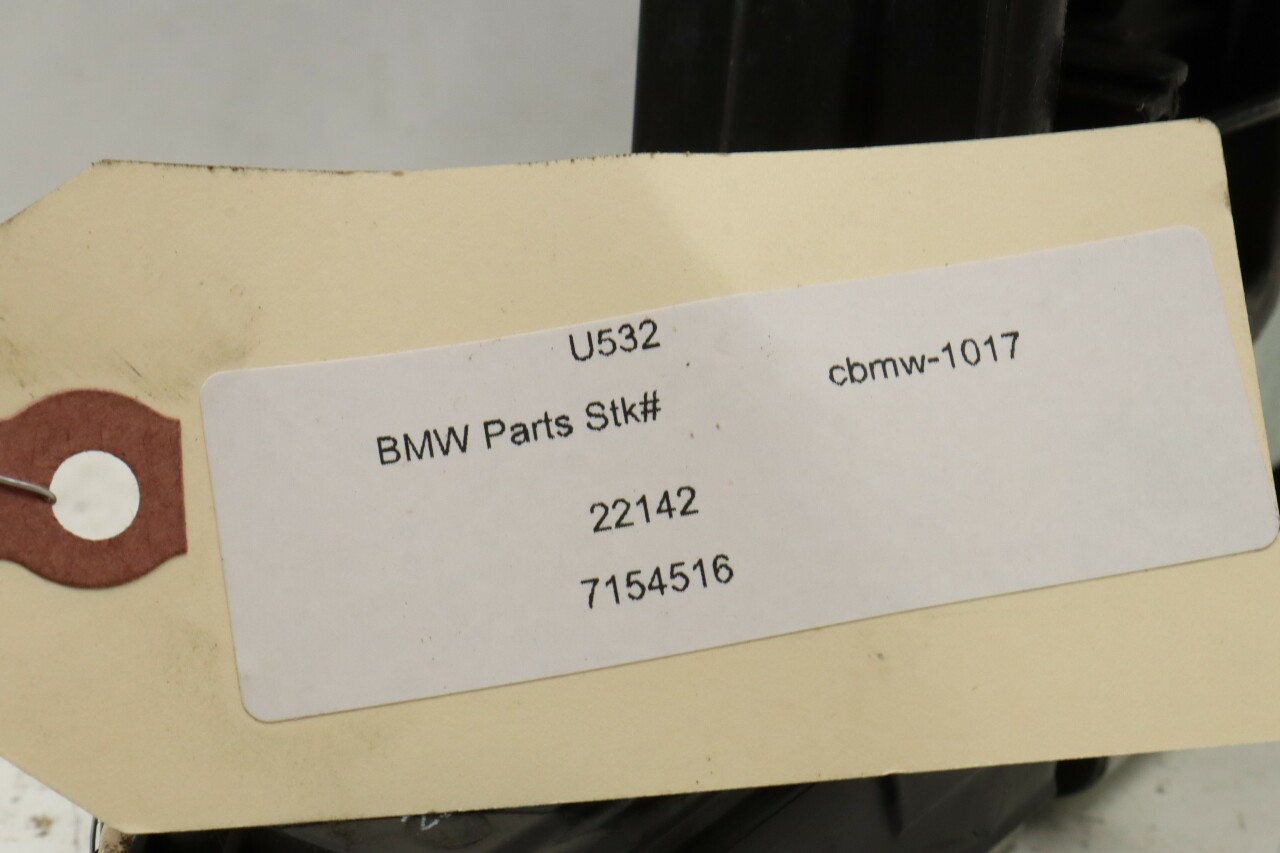 U532
cbmw-1017
BMW Parts Stk#
22142
7154516